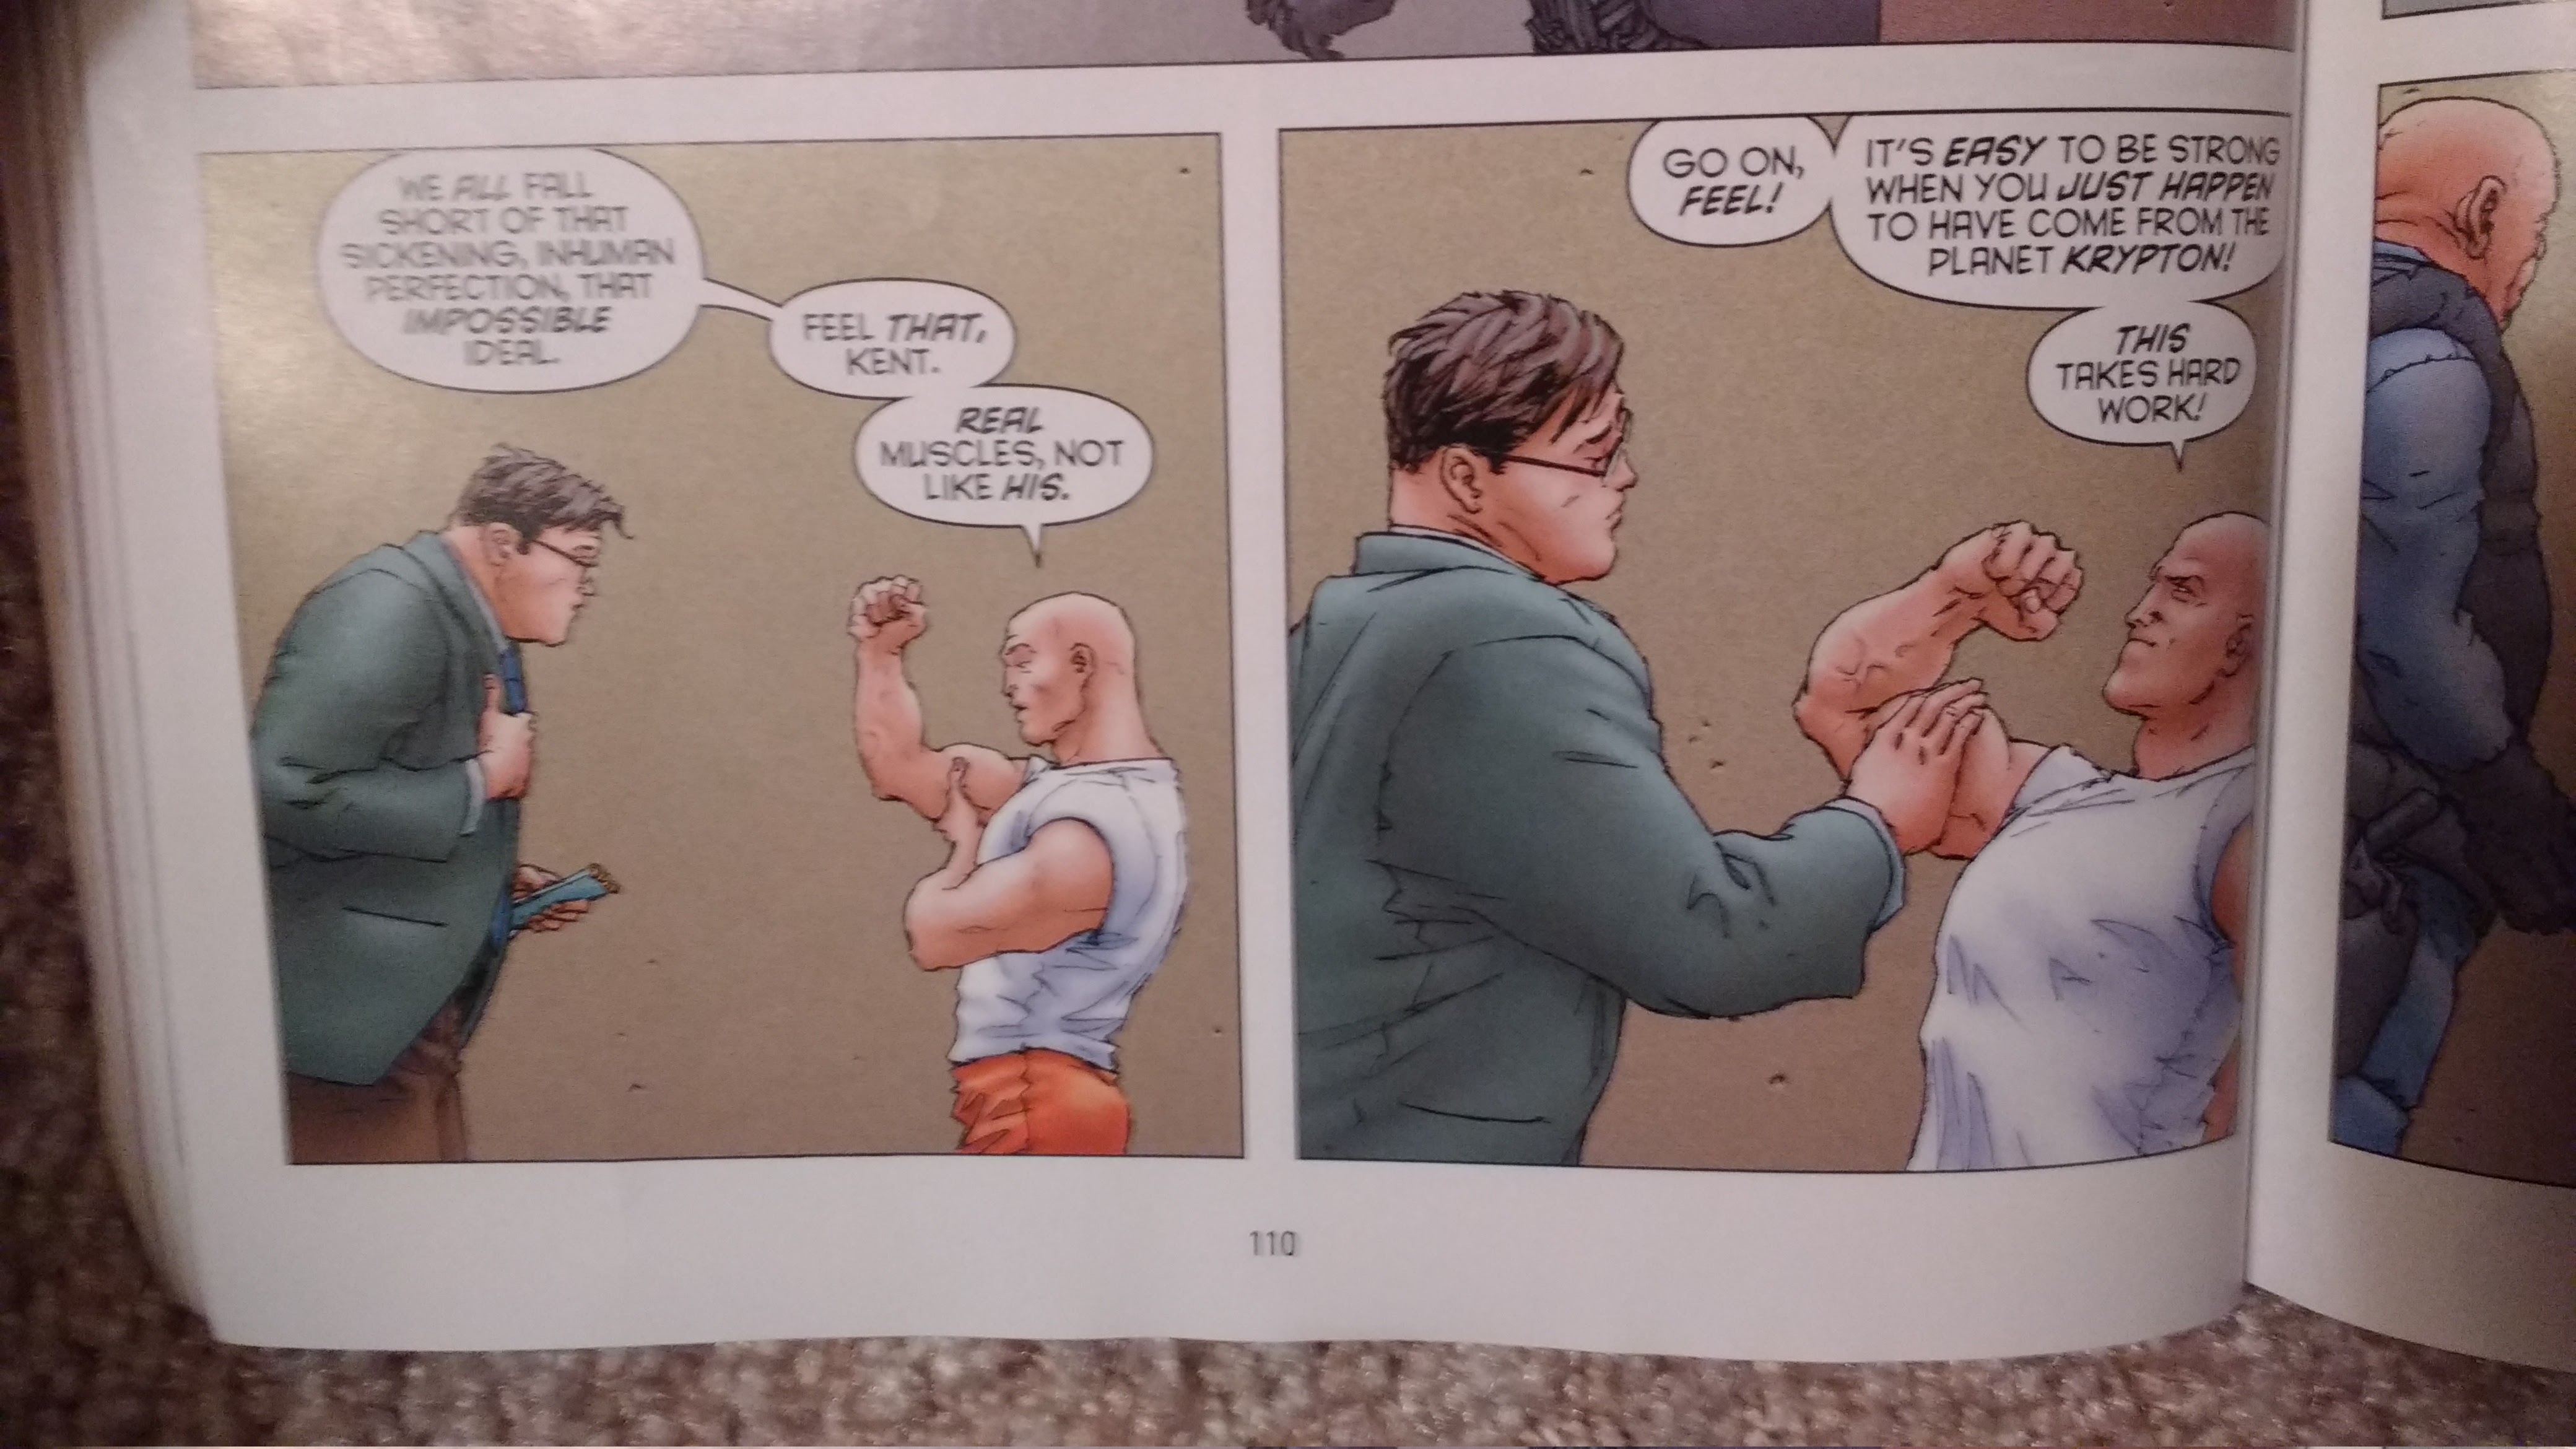 WE ALL FALL
SHORT OF THAT
SICKENING, INHUMAN
PERFECTION, THAT
IMPOSSIBLE
IDEAL.
FEEL THAT,
KENT.
REAL
MUSCLES, NOT
LIKE HIS.
GO ON,
FEEL!
IT'S EASY TO BE STRONG
WHEN YOU JUST HAPPEN
TO HAVE COME FROM THE
PLANET KRYPTON!
THIS
TAKES HARD
WORK!
110